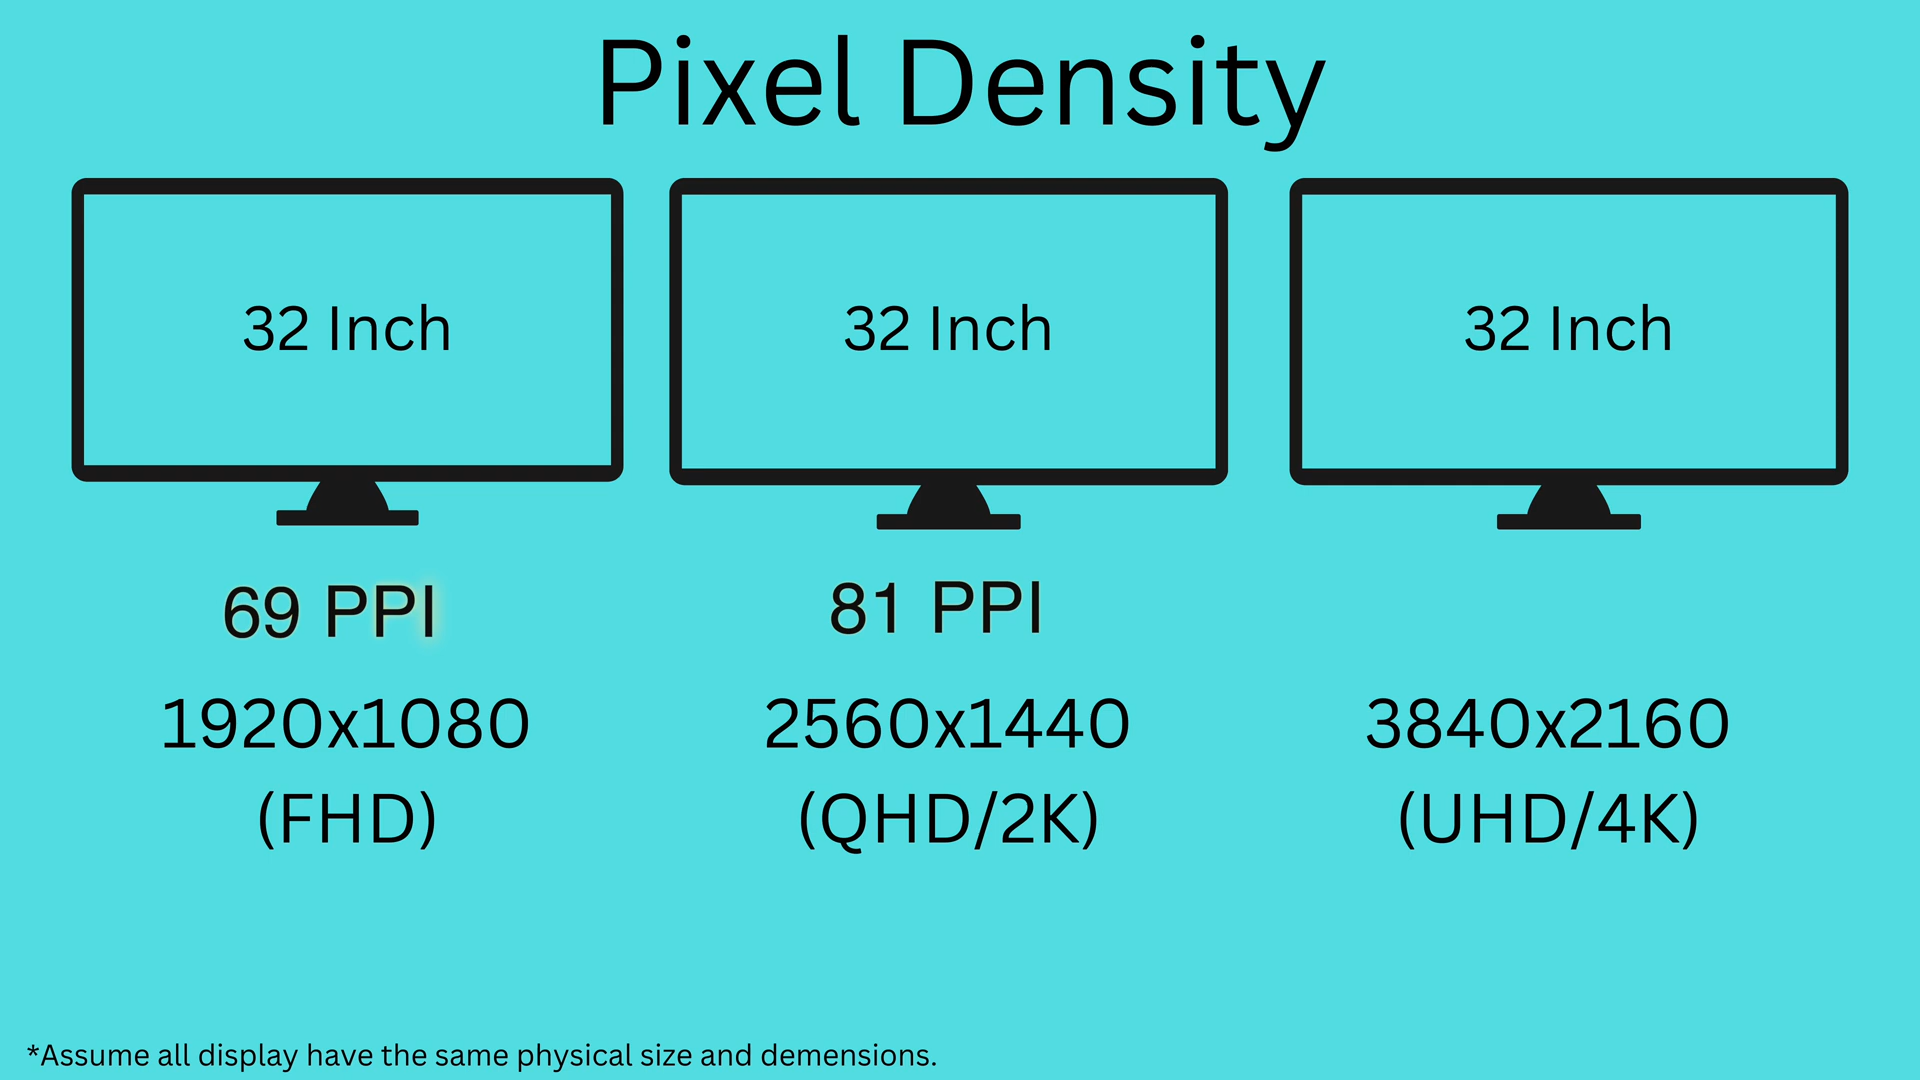 Pixel Density
32 Inch
32 Inch
32 Inch
69 PPI
81 PPI
1920x1080
(FHD)
2560x1440
(QHD/2K)
3840x2160
(UHD/4K)
*Assume all display have the same physical size and demensions.